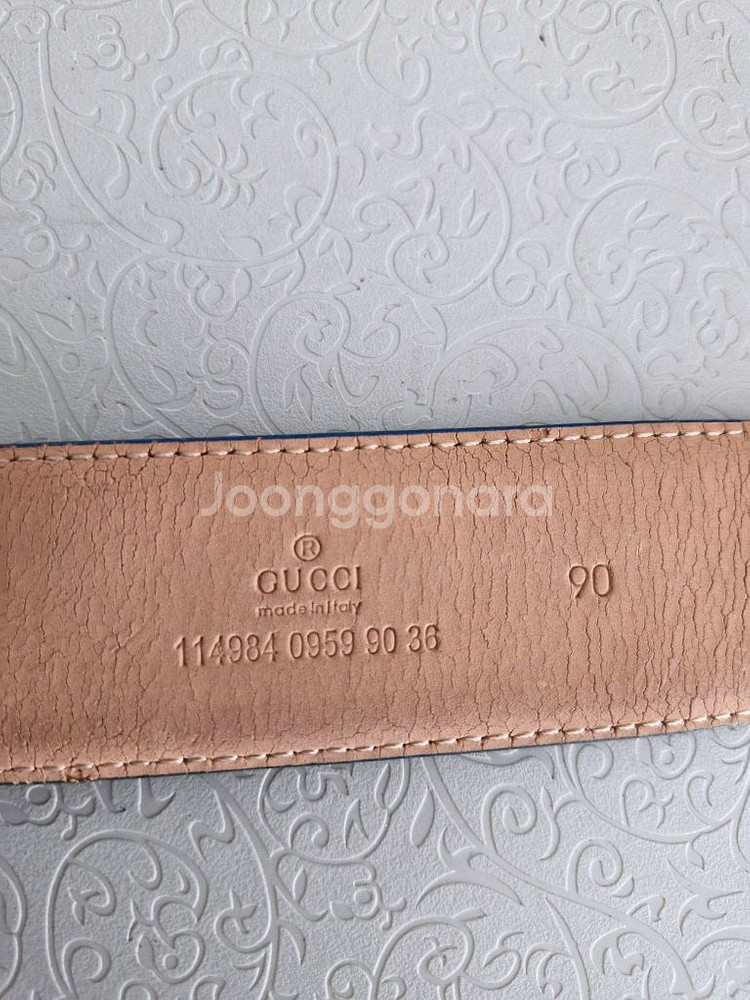 Joonggonara
®
GUCCI
made in italy
90
114984 0959 90 36